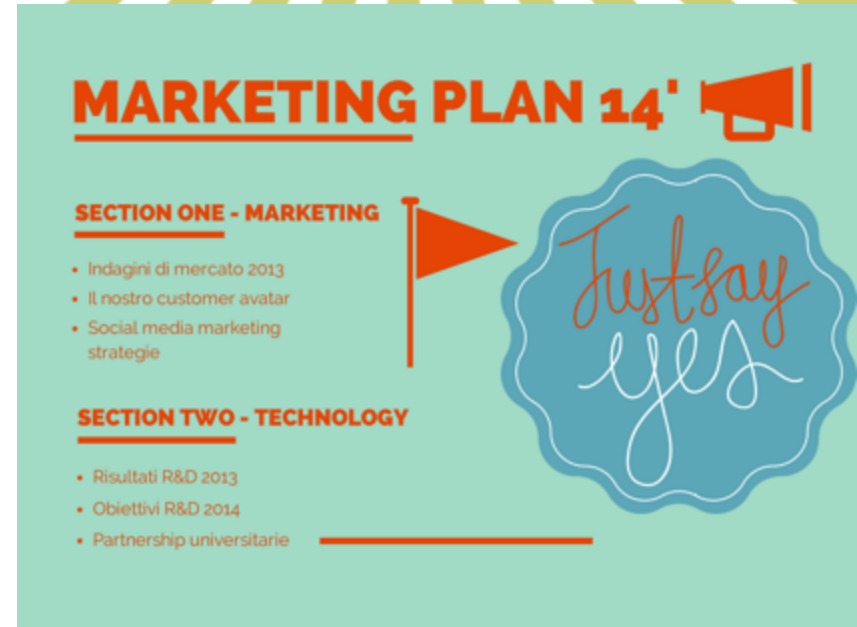 MARKETING PLAN 14'
SECTION ONE - MARKETING
• Indagini di mercato 2013
• Il nostro customer avatar
• Social media marketing
strategie
Just say
yes
SECTION TWO - TECHNOLOGY
• Risultati R&D 2013
• Obiettivi R&D 2014
• Partnership universitarie